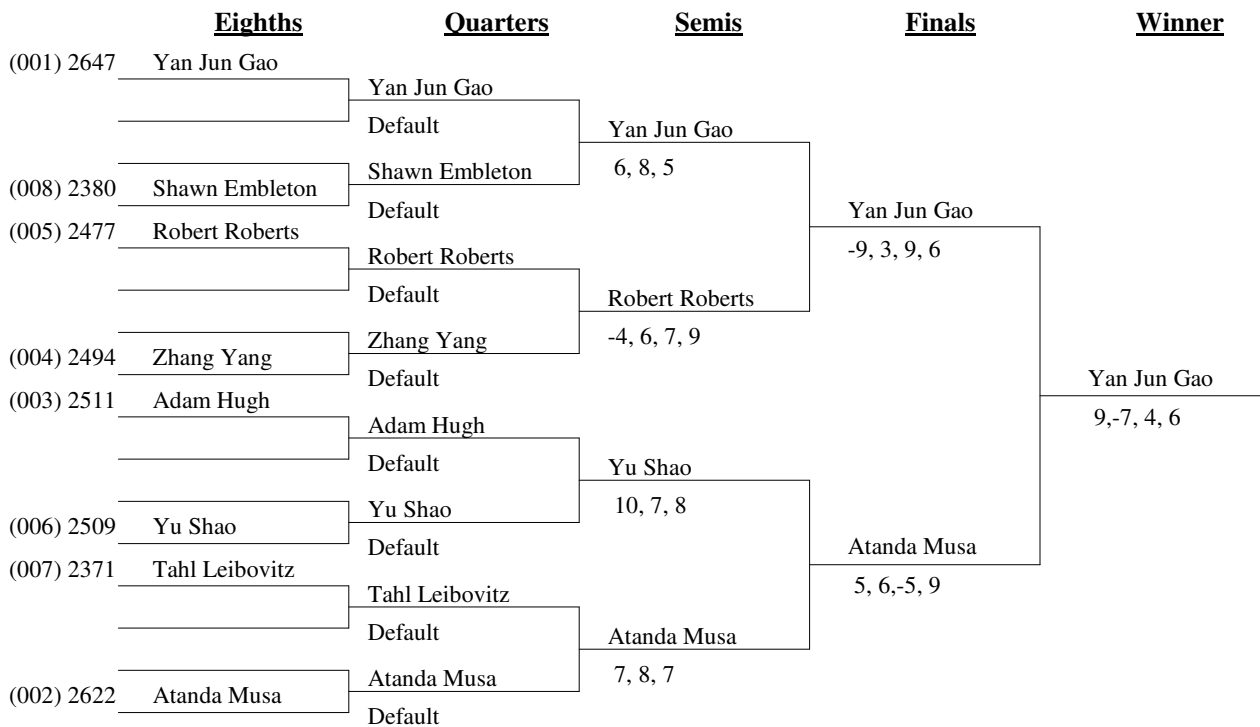 Eighths Quarters Semis Finals Winner
(001) 2647 Yan Jun Gao
Yan Jun Gao
Default
Yan Jun Gao
6, 8, 5
(008) 2380 Shawn Embleton
Shawn Embleton
Default
Yan Jun Gao
-9, 3, 9, 6
(005) 2477 Robert Roberts
Robert Roberts
Default
Robert Roberts
-4, 6, 7, 9
(004) 2494 Zhang Yang
Zhang Yang
Default
Yan Jun Gao
9,-7, 4, 6
(003) 2511 Adam Hugh
Adam Hugh
Default
Yu Shao
10, 7, 8
(006) 2509 Yu Shao
Yu Shao
Default
Atanda Musa
5, 6,-5, 9
(007) 2371 Tahl Leibovitz
Tahl Leibovitz
Default
Atanda Musa
7, 8, 7
(002) 2622 Atanda Musa
Atanda Musa
Default